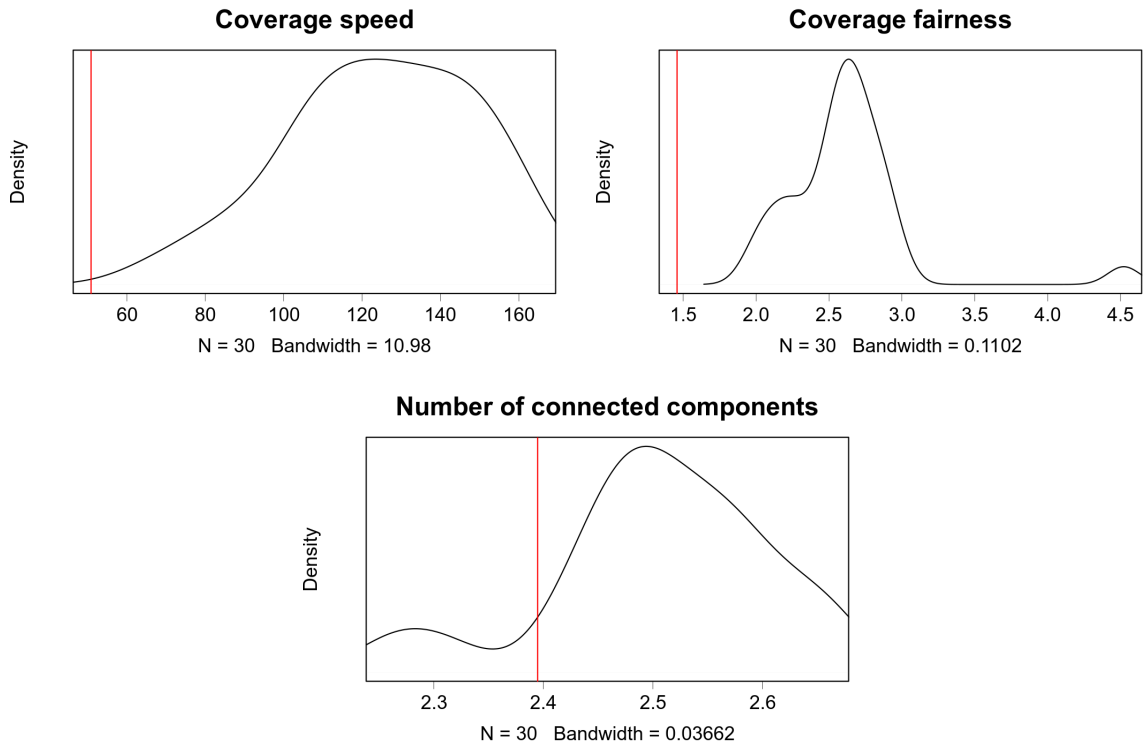 Coverage speed
Density
60 80 100 120 140 160
N = 30 Bandwidth = 10.98
Coverage fairness
Density
1.5 2.0 2.5 3.0 3.5 4.0 4.5
N = 30 Bandwidth = 0.1102
Number of connected components
Density
2.3 2.4 2.5 2.6
N = 30 Bandwidth = 0.03662